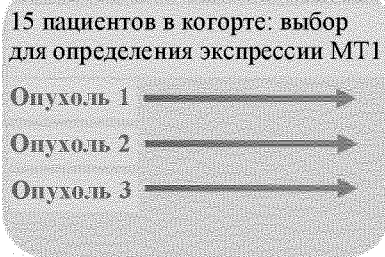 15 пациентов в когорте: выбор
для определения экспрессии МТ1
Опухоль 1
Опухоль 2
Опухоль 3